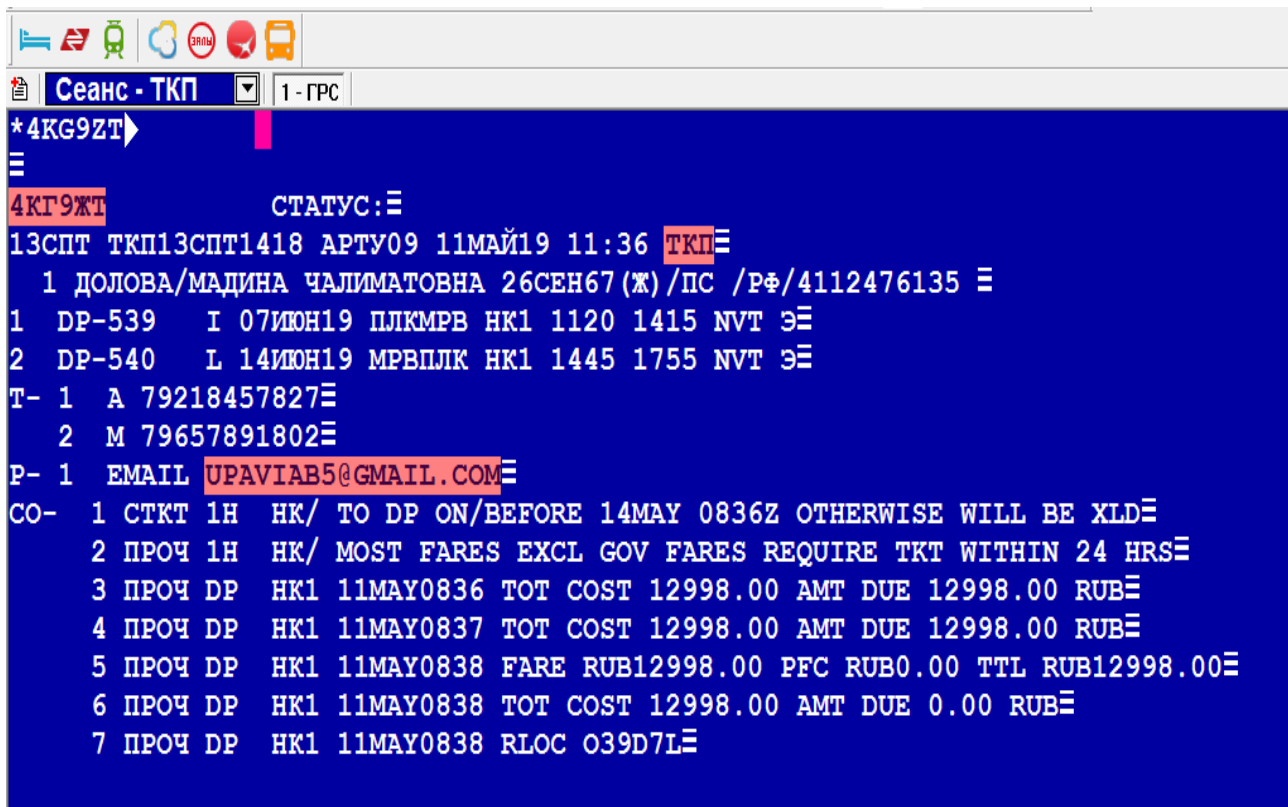 ЗАЛЫ
Сеанс - ТКП 1 - ГРС
*4KG9ZT
4КГ9ЖТ СТАТУС:
13СПТ ТКП13СПТ1418 АРТУ09 11МАЙ19 11:36 ТКП
1 ДОЛОВА/МАДИНА ЧАЛИМАТОВНА 26СЕН67(Ж)/ПС /РФ/4112476135
1 DP-539 I 07ИЮН19 ПЛКМРВ НК1 1120 1415 NVT Э
2 DP-540 L 14ИЮН19 МРВПЛК НК1 1445 1755 NVT Э
Т- 1 А 79218457827
2 М 79657891802
Р- 1 EMAIL UPAVIAB5@GMAIL.COM
СО- 1 СТКТ 1Н НК/ TO DP ON/BEFORE 14MAY 0836Z OTHERWISE WILL BE XLD
2 ПРОЧ 1Н НК/ MOST FARES EXCL GOV FARES REQUIRE TKT WITHIN 24 HRS
3 ПРОЧ DP НК1 11MAY0836 TOT COST 12998.00 AMT DUE 12998.00 RUB
4 ПРОЧ DP НК1 11MAY0837 TOT COST 12998.00 AMT DUE 12998.00 RUB
5 ПРОЧ DP НК1 11MAY0838 FARE RUB12998.00 PFC RUB0.00 TTL RUB12998.00
6 ПРОЧ DP НК1 11MAY0838 TOT COST 12998.00 AMT DUE 0.00 RUB
7 ПРОЧ DP НК1 11MAY0838 RLOC O39D7L